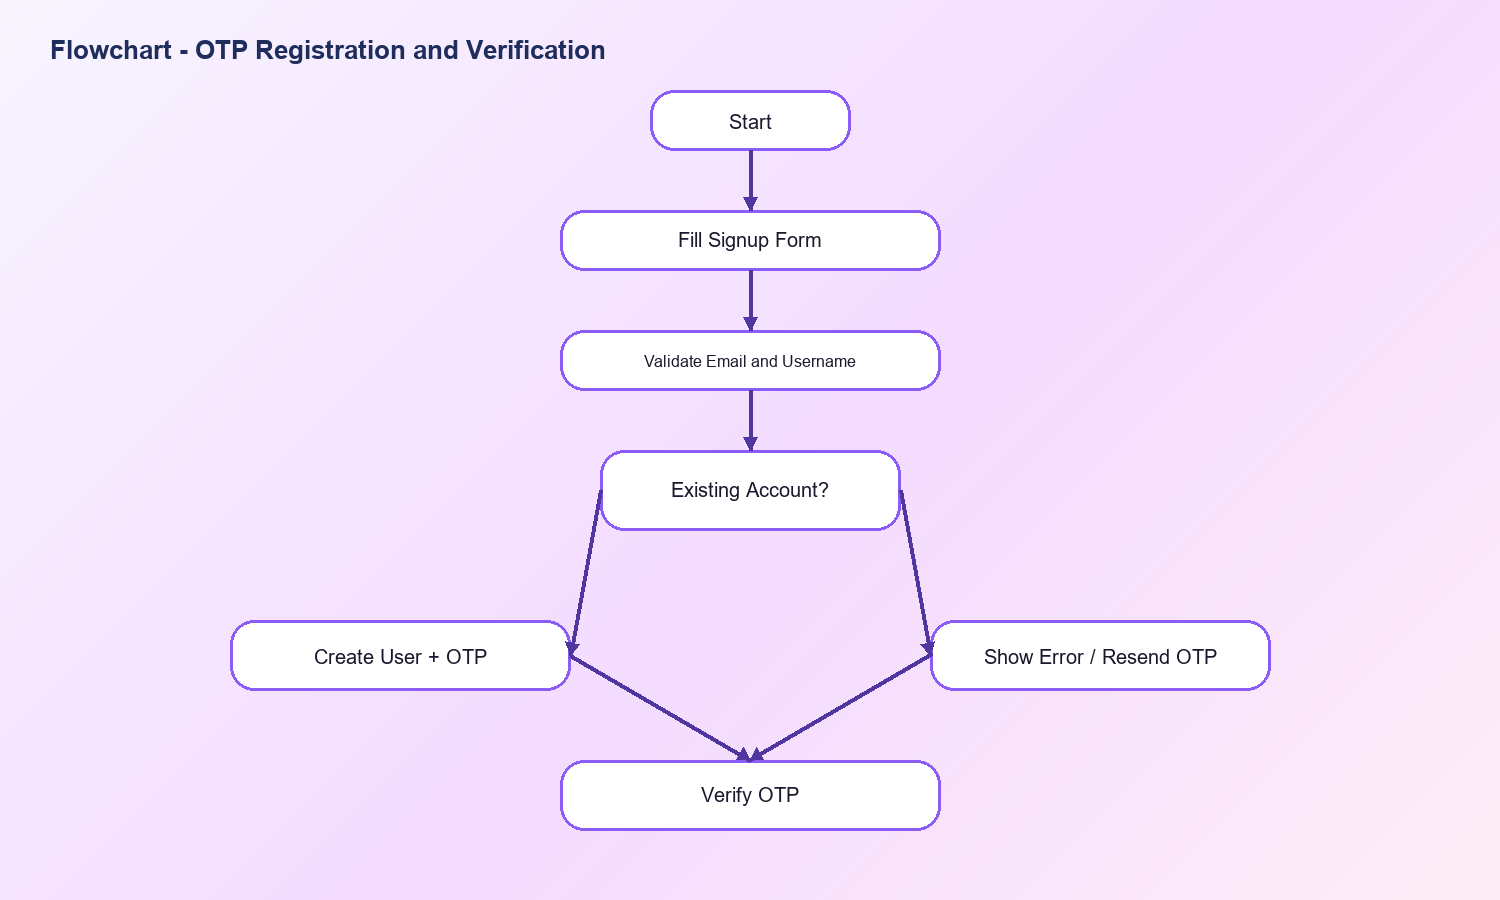 Flowchart - OTP Registration and Verification
Start
Fill Signup Form
Validate Email and Username
Existing Account?
Create User + OTP
Show Error / Resend OTP
Verify OTP